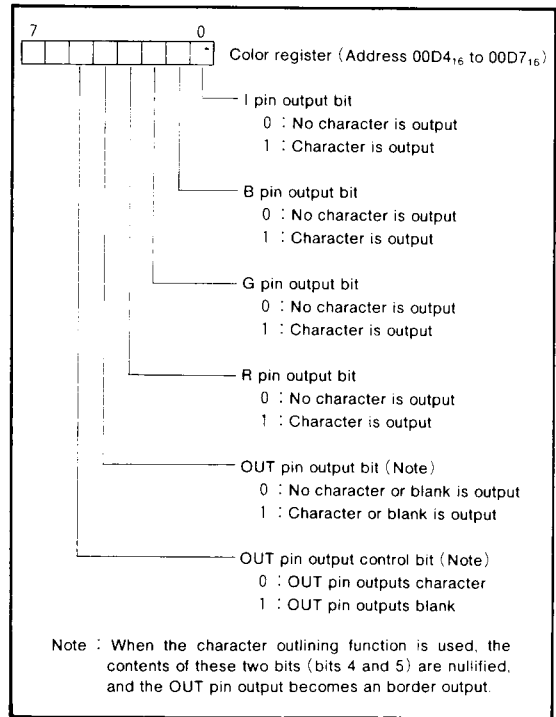 7 0
Color register (Address 00D4₁₆ to 00D7₁₆)
I pin output bit
0 : No character is output
1 : Character is output
B pin output bit
0 : No character is output
1 : Character is output
G pin output bit
0 : No character is output
1 : Character is output
R pin output bit
0 : No character is output
1 : Character is output
OUT pin output bit (Note)
0 : No character or blank is output
1 : Character or blank is output
OUT pin output control bit (Note)
0 : OUT pin outputs character
1 : OUT pin outputs blank
Note : When the character outlining function is used, the
contents of these two bits (bits 4 and 5) are nullified,
and the OUT pin output becomes an border output.